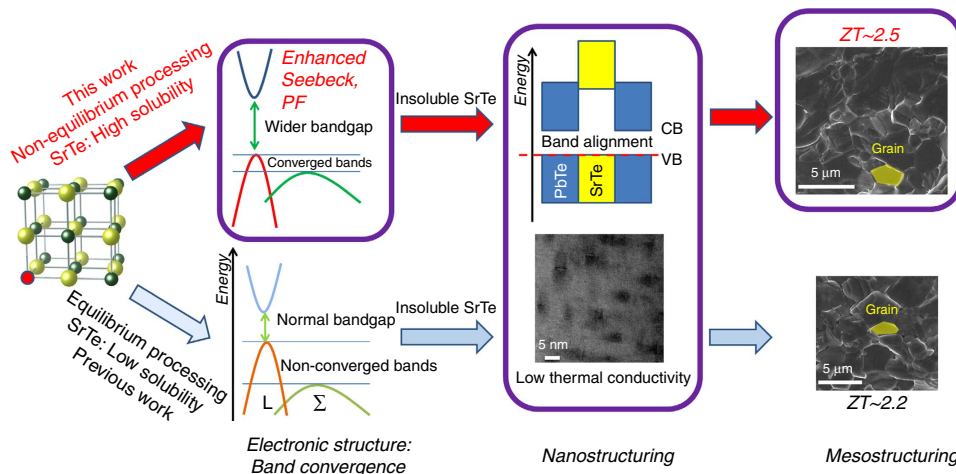 This work
Non-equilibrium processing
SrTe: High solubility
Enhanced
Seebeck,
PF
Wider bandgap
Converged bands
Insoluble SrTe
Energy
CB
Band alignment
VB
PbTe
SrTe
ZT~2.5
Grain
5 µm
Equilibrium processing
SrTe: Low solubility
Previous work
Energy
Normal bandgap
Non-converged bands
L
Σ
Insoluble SrTe
5 nm
Low thermal conductivity
Grain
5 µm
ZT~2.2
Electronic structure:
Band convergence
Nanostructuring
Mesostructuring